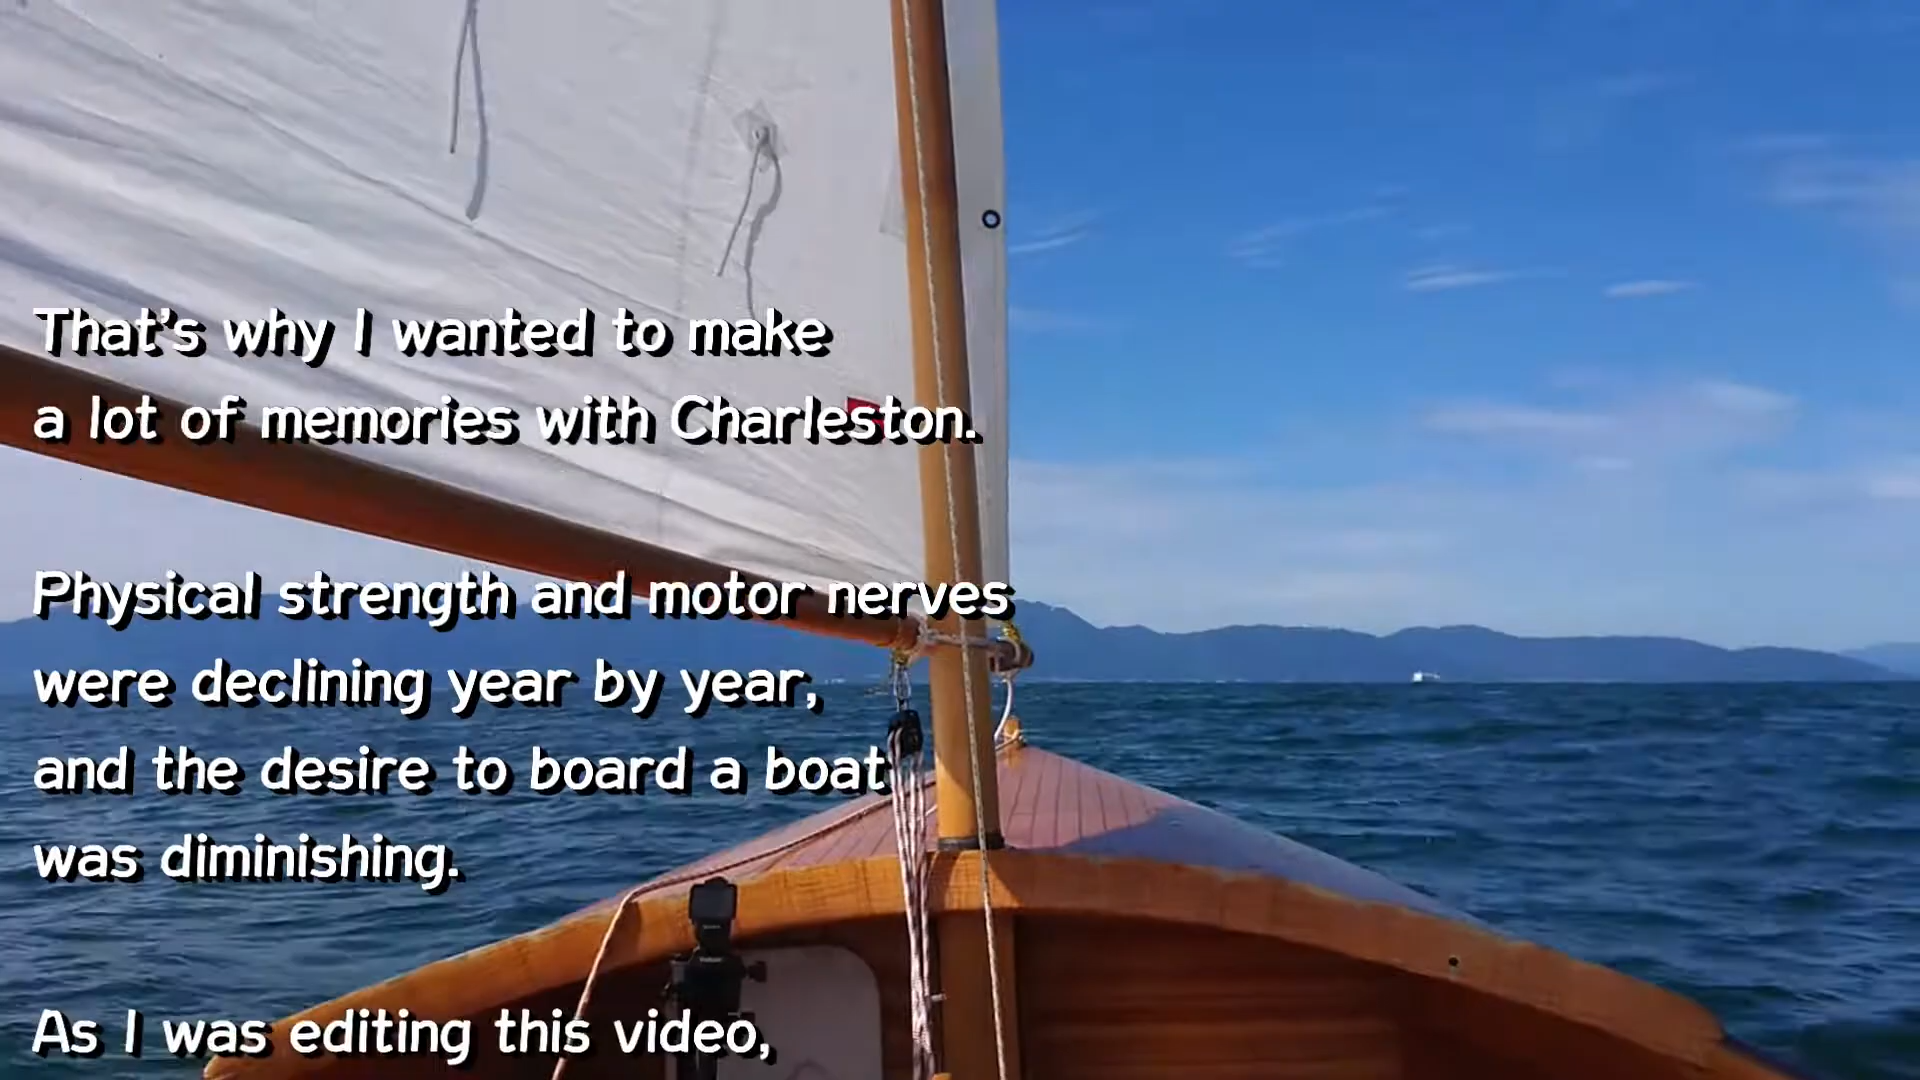 That's why I wanted to make
a lot of memories with Charleston.
Physical strength and motor nerves
were declining year by year,
and the desire to board a boat
was diminishing.
As I was editing this video,